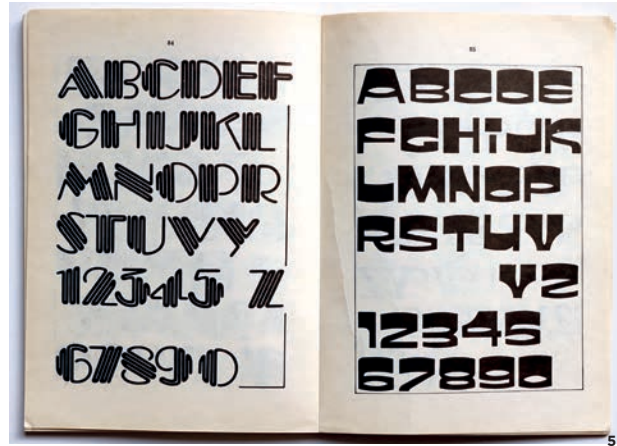 84
ABCDEF
GHIJKL
MNOPR
STUVY
12345 Z
67890
85
ABCDE
FGHiJK
LMNOP
RSTUV
YZ
12345
67890
5